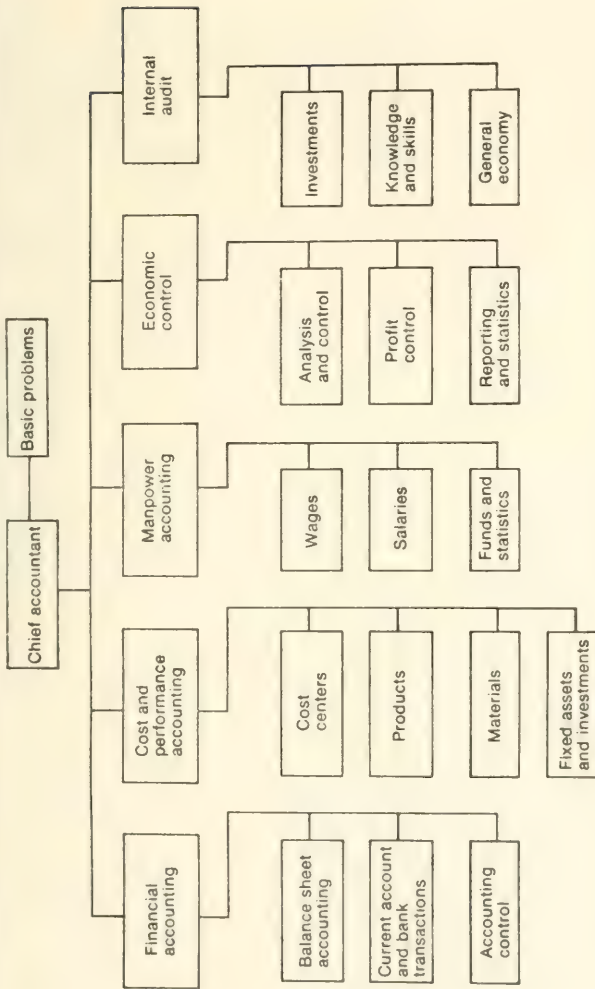 Chief accountant
Basic problems
Financial
accounting
Cost and
performance
accounting
Manpower
accounting
Economic
control
Internal
audit
Balance sheet
accounting
Current account
and bank
transactions
Accounting
control
Cost
centers
Products
Materials
Fixed assets
and investments
Wages
Salaries
Funds and
statistics
Analysis
and control
Profit
control
Reporting
and statistics
Investments
Knowledge
and skills
General
economy